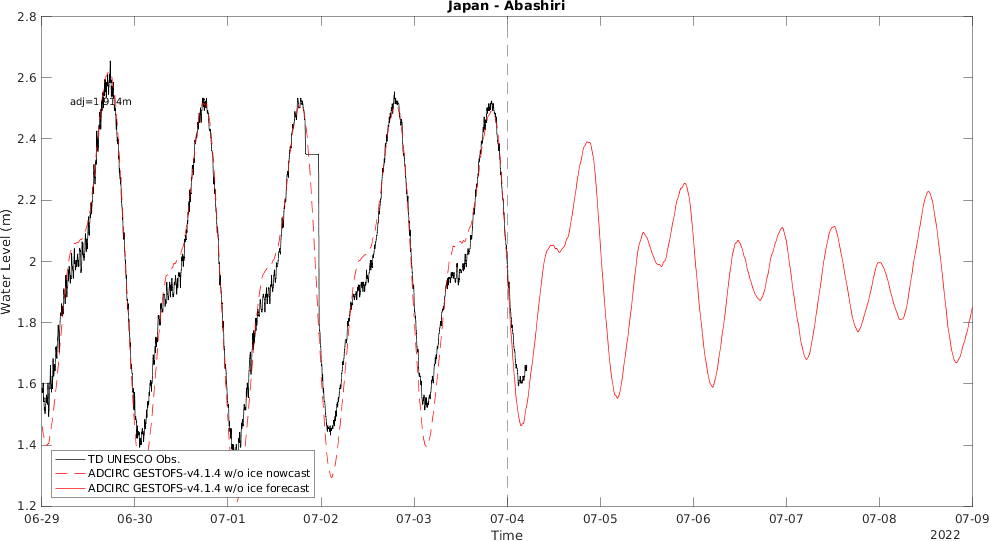 Japan - Abashiri
2.8
2.6
2.4
2.2
2
1.8
1.6
1.4
1.2
Water Level (m)
adj=1.914m
TD UNESCO Obs.
ADCIRC GESTOFS-v4.1.4 w/o ice nowcast
ADCIRC GESTOFS-v4.1.4 w/o ice forecast
06-29 06-30 07-01 07-02 07-03 07-04 07-05 07-06 07-07 07-08 07-09
Time
2022